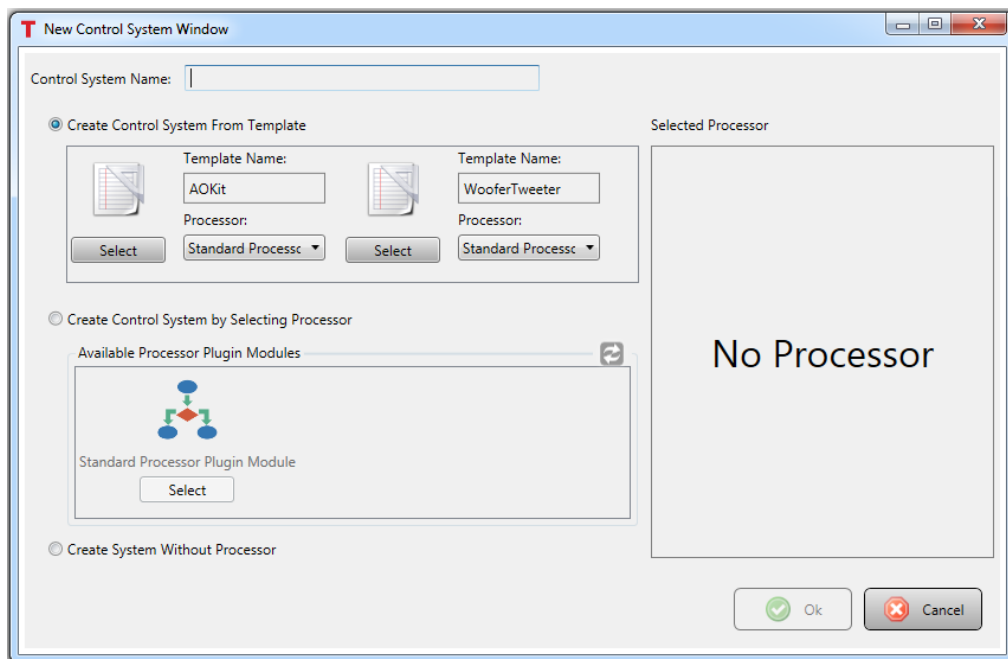 T New Control System Window
Control System Name:
Create Control System From Template
Selected Processor
Template Name:
AOKit
Processor:
Standard Processc
Select
Template Name:
WooferTweeter
Processor:
Standard Processc
Select
No Processor
Create Control System by Selecting Processor
Available Processor Plugin Modules
Standard Processor Plugin Module
Select
Create System Without Processor
Ok
Cancel